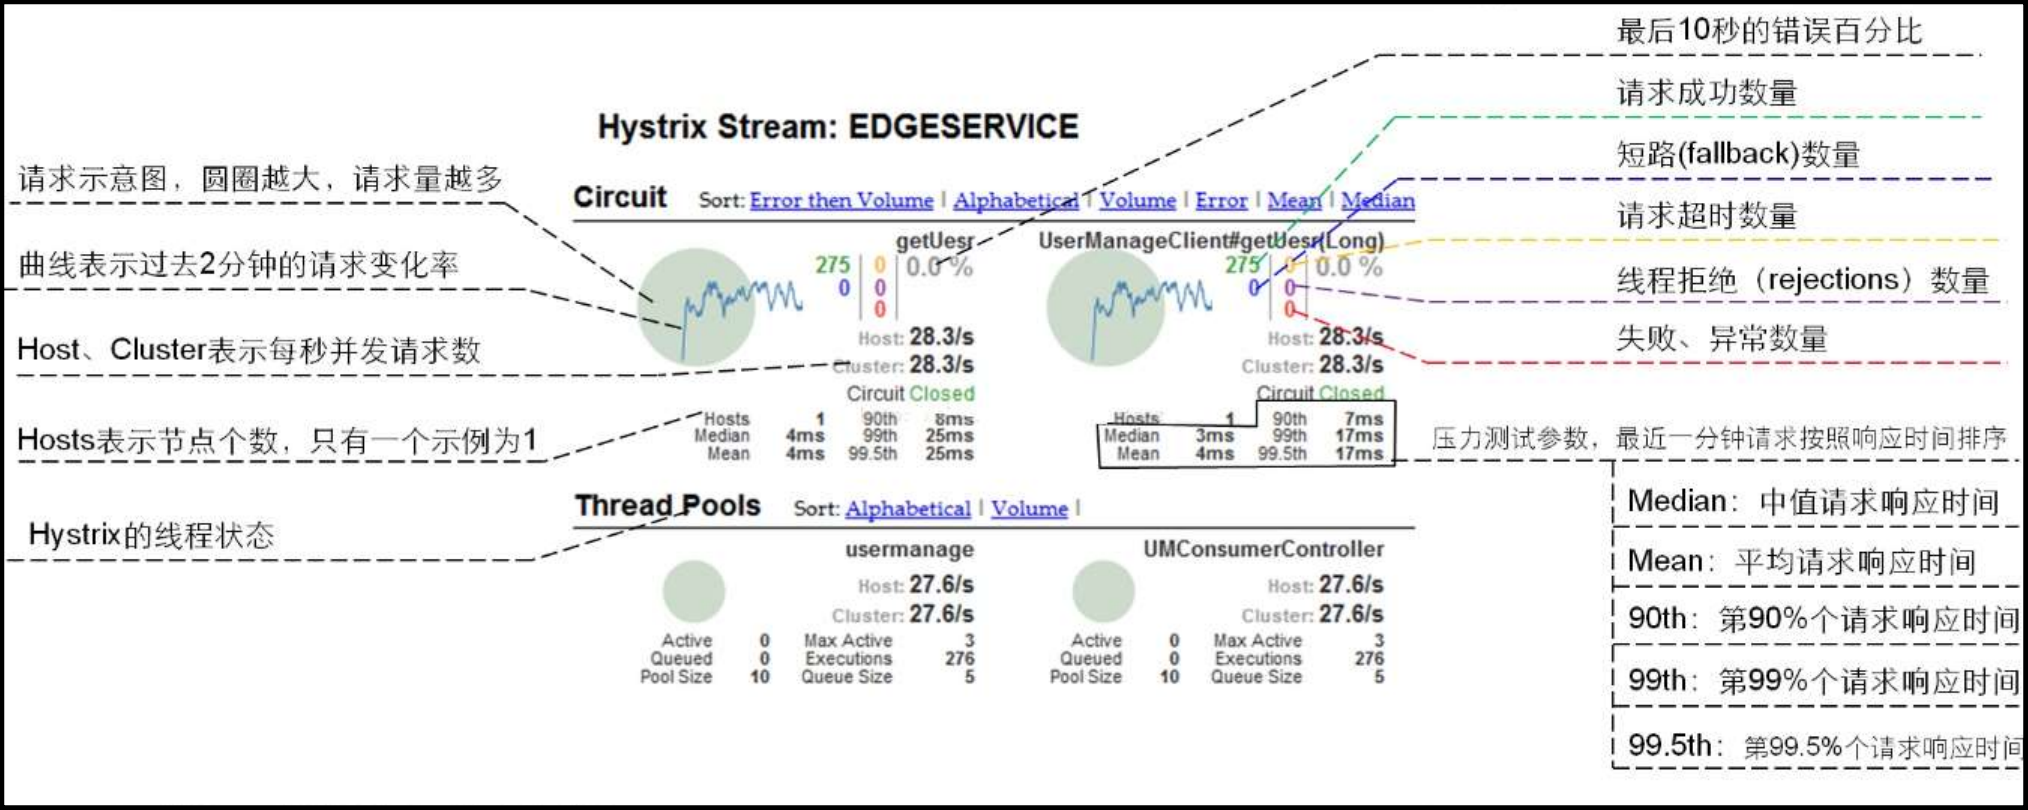 最后10秒的错误百分比
请求成功数量
短路(fallback)数量
请求超时数量
线程拒绝（rejections）数量
失败、异常数量
请求示意图，圆圈越大，请求量越多
曲线表示过去2分钟的请求变化率
Host、Cluster表示每秒并发请求数
Hosts表示节点个数，只有一个示例为1
Hystrix的线程状态
Hystrix Stream: EDGESERVICE
Circuit Sort: Error then Volume | Alphabetical | Volume | Error | Mean | Median
getUesr
275 0 0.0 %
0 0
0
Host: 28.3/s
Cluster: 28.3/s
Circuit Closed
Hosts 1 90th 8ms
Median 4ms 99th 25ms
Mean 4ms 99.5th 25ms
UserManageClient#getUesr(Long)
275 0 0.0 %
0 0
0
Host: 28.3/s
Cluster: 28.3/s
Circuit Closed
Hosts 1 90th 7ms
Median 3ms 99th 17ms
Mean 4ms 99.5th 17ms
Thread Pools Sort: Alphabetical | Volume |
usermanage
Host: 27.6/s
Cluster: 27.6/s
Active 0 Max Active 3
Queued 0 Executions 276
Pool Size 10 Queue Size 5
UMConsumerController
Host: 27.6/s
Cluster: 27.6/s
Active 0 Max Active 3
Queued 0 Executions 276
Pool Size 10 Queue Size 5
压力测试参数，最近一分钟请求按照响应时间排序
Median：中值请求响应时间
Mean：平均请求响应时间
90th：第90%个请求响应时间
99th：第99%个请求响应时间
99.5th：第99.5%个请求响应时间